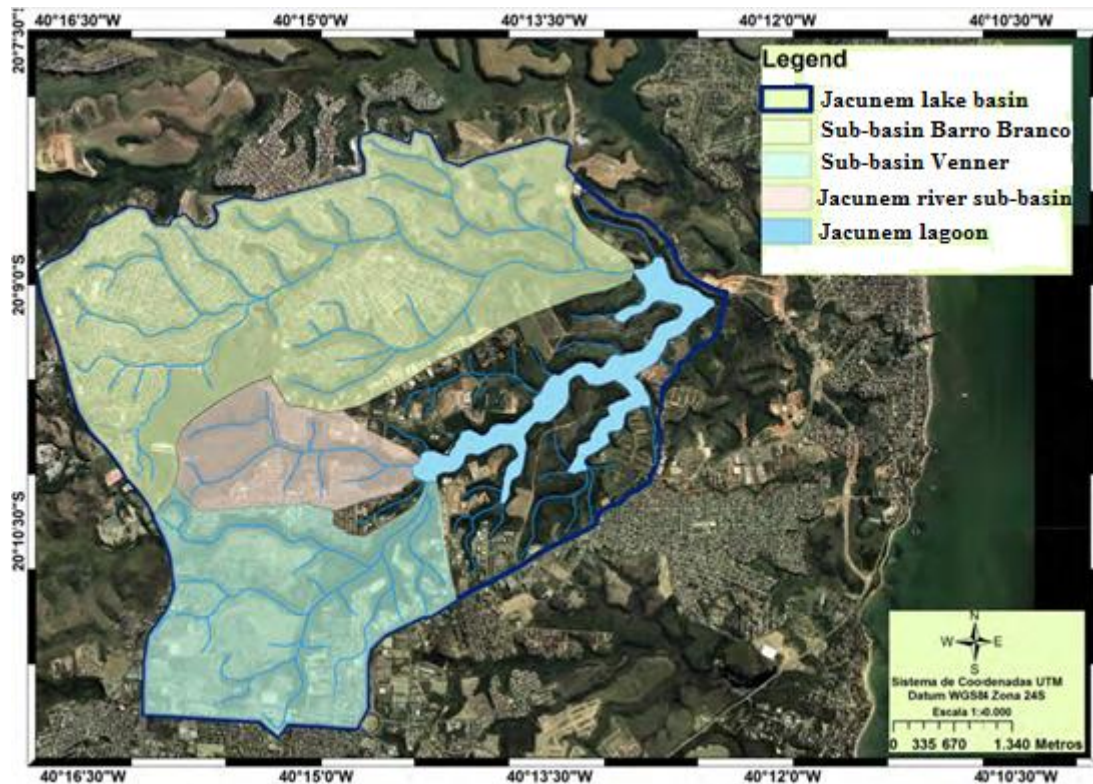 40°16'30"W 40°15'0"W 40°13'30"W 40°12'0"W 40°10'30"W
20°7'30"S
20°9'0"S
20°10'30"S
Legend
Jacunem lake basin
Sub-basin Barro Branco
Sub-basin Venner
Jacunem river sub-basin
Jacunem lagoon
N
W E
S
Sistema de Coordenadas UTM
Datum WGS84 Zona 24S
0 335 670 1.340 Metros
40°16'30"W 40°15'0"W 40°13'30"W 40°12'0"W 40°10'30"W